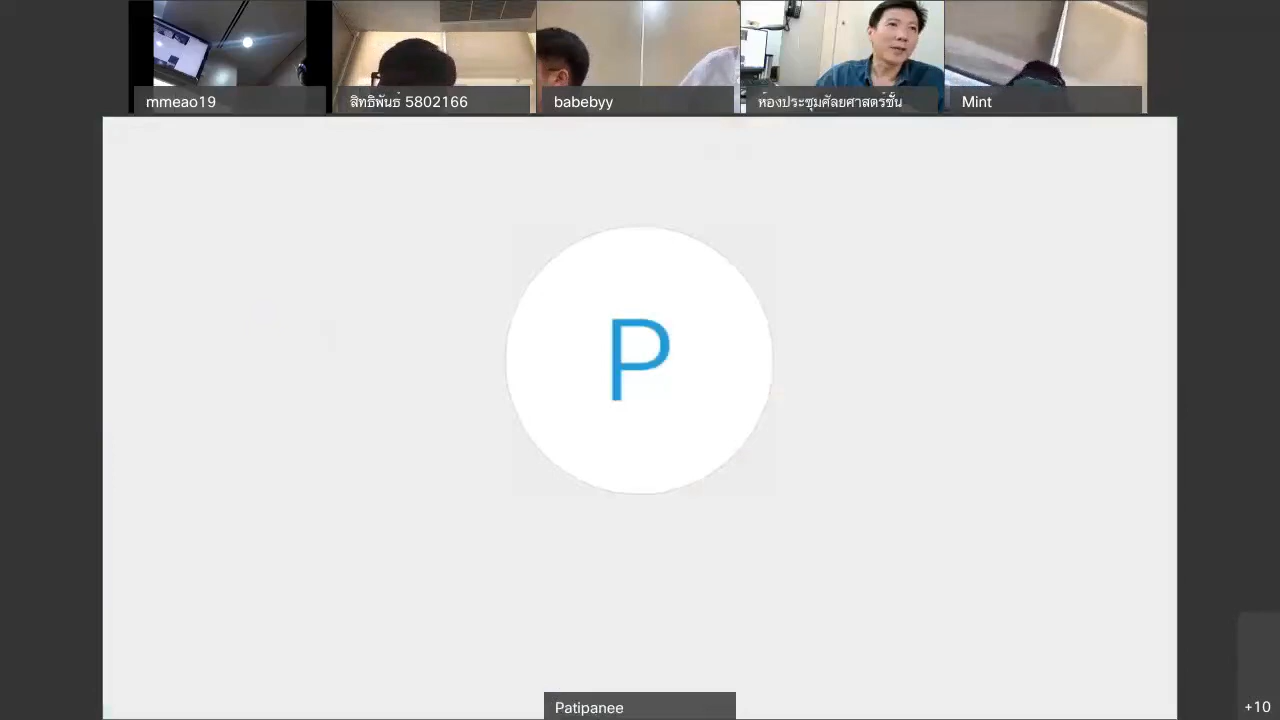 mmeao19
สิทธิพันธ์ 5802166
babebyy
ห้องประชุมศัลยศาสตร์ชั้น
Mint
P
Patipanee
+10